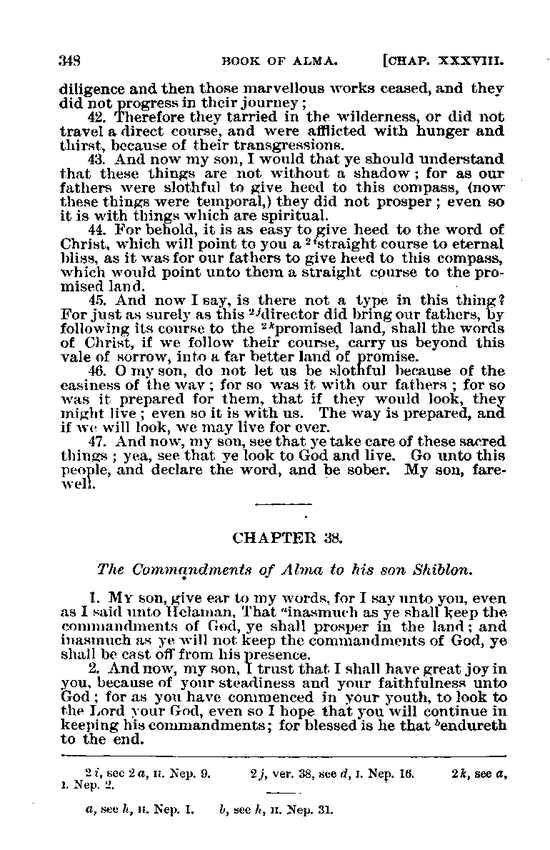 348 BOOK OF ALMA. [CHAP. XXXVIII.
diligence and then those marvellous works ceased, and they
did not progress in their journey;
42. Therefore they tarried in the wilderness, or did not
travel a direct course, and were afflicted with hunger and
thirst, because of their transgressions.
43. And now my son, I would that ye should understand
that these things are not without a shadow; for as our
fathers were slothful to give heed to this compass, (now
these things were temporal,) they did not prosper; even so
it is with things which are spiritual.
44. For behold, it is as easy to give heed to the word of
Christ, which will point to you a 2istraight course to eternal
bliss, as it was for our fathers to give heed to this compass,
which would point unto them a straight course to the pro-
mised land.
45. And now I say, is there not a type in this thing?
For just as surely as this 2jdirector did bring our fathers, by
following its course to the 2kpromised land, shall the words
of Christ, if we follow their course, carry us beyond this
vale of sorrow, into a far better land of promise.
46. O my son, do not let us be slothful because of the
easiness of the way; for so was it with our fathers; for so
was it prepared for them, that if they would look, they
might live; even so it is with us. The way is prepared, and
if we will look, we may live for ever.
47. And now, my son, see that ye take care of these sacred
things; yea, see that ye look to God and live. Go unto this
people, and declare the word, and be sober. My son, fare-
well.
CHAPTER 38.
The Commandments of Alma to his son Shiblon.
1. MY son, give ear to my words, for I say unto you, even
as I said unto Helaman, That ainasmuch as ye shall keep the
commandments of God, ye shall prosper in the land; and
inasmuch as ye will not keep the commandments of God, ye
shall be cast off from his presence.
2. And now, my son, I trust that I shall have great joy in
you, because of your steadiness and your faithfulness unto
God; for as you have commenced in your youth, to look to
the Lord your God, even so I hope that you will continue in
keeping his commandments; for blessed is he that bendureth
to the end.
2i, see 2a, II. Nep. 9. 2j, ver. 38, see d, I. Nep. 16. 2k, see a,
I. Nep. 2.
a, see h, II. Nep. 1. b, see h, II. Nep. 31.